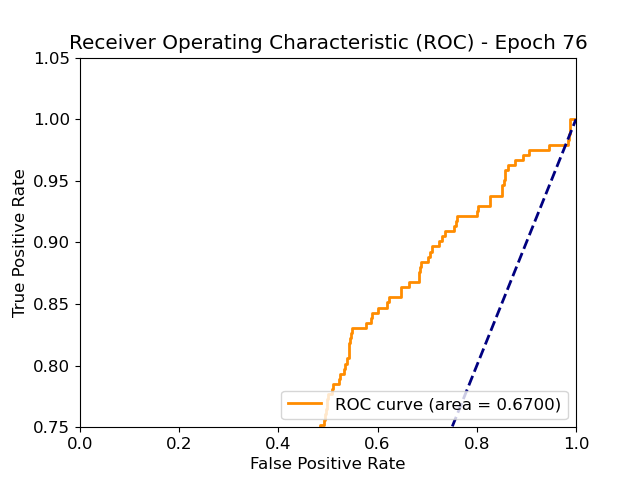 Receiver Operating Characteristic (ROC) - Epoch 76
1.05
1.00
0.95
0.90
0.85
0.80
0.75
True Positive Rate
ROC curve (area = 0.6700)
0.0 0.2 0.4 0.6 0.8 1.0
False Positive Rate